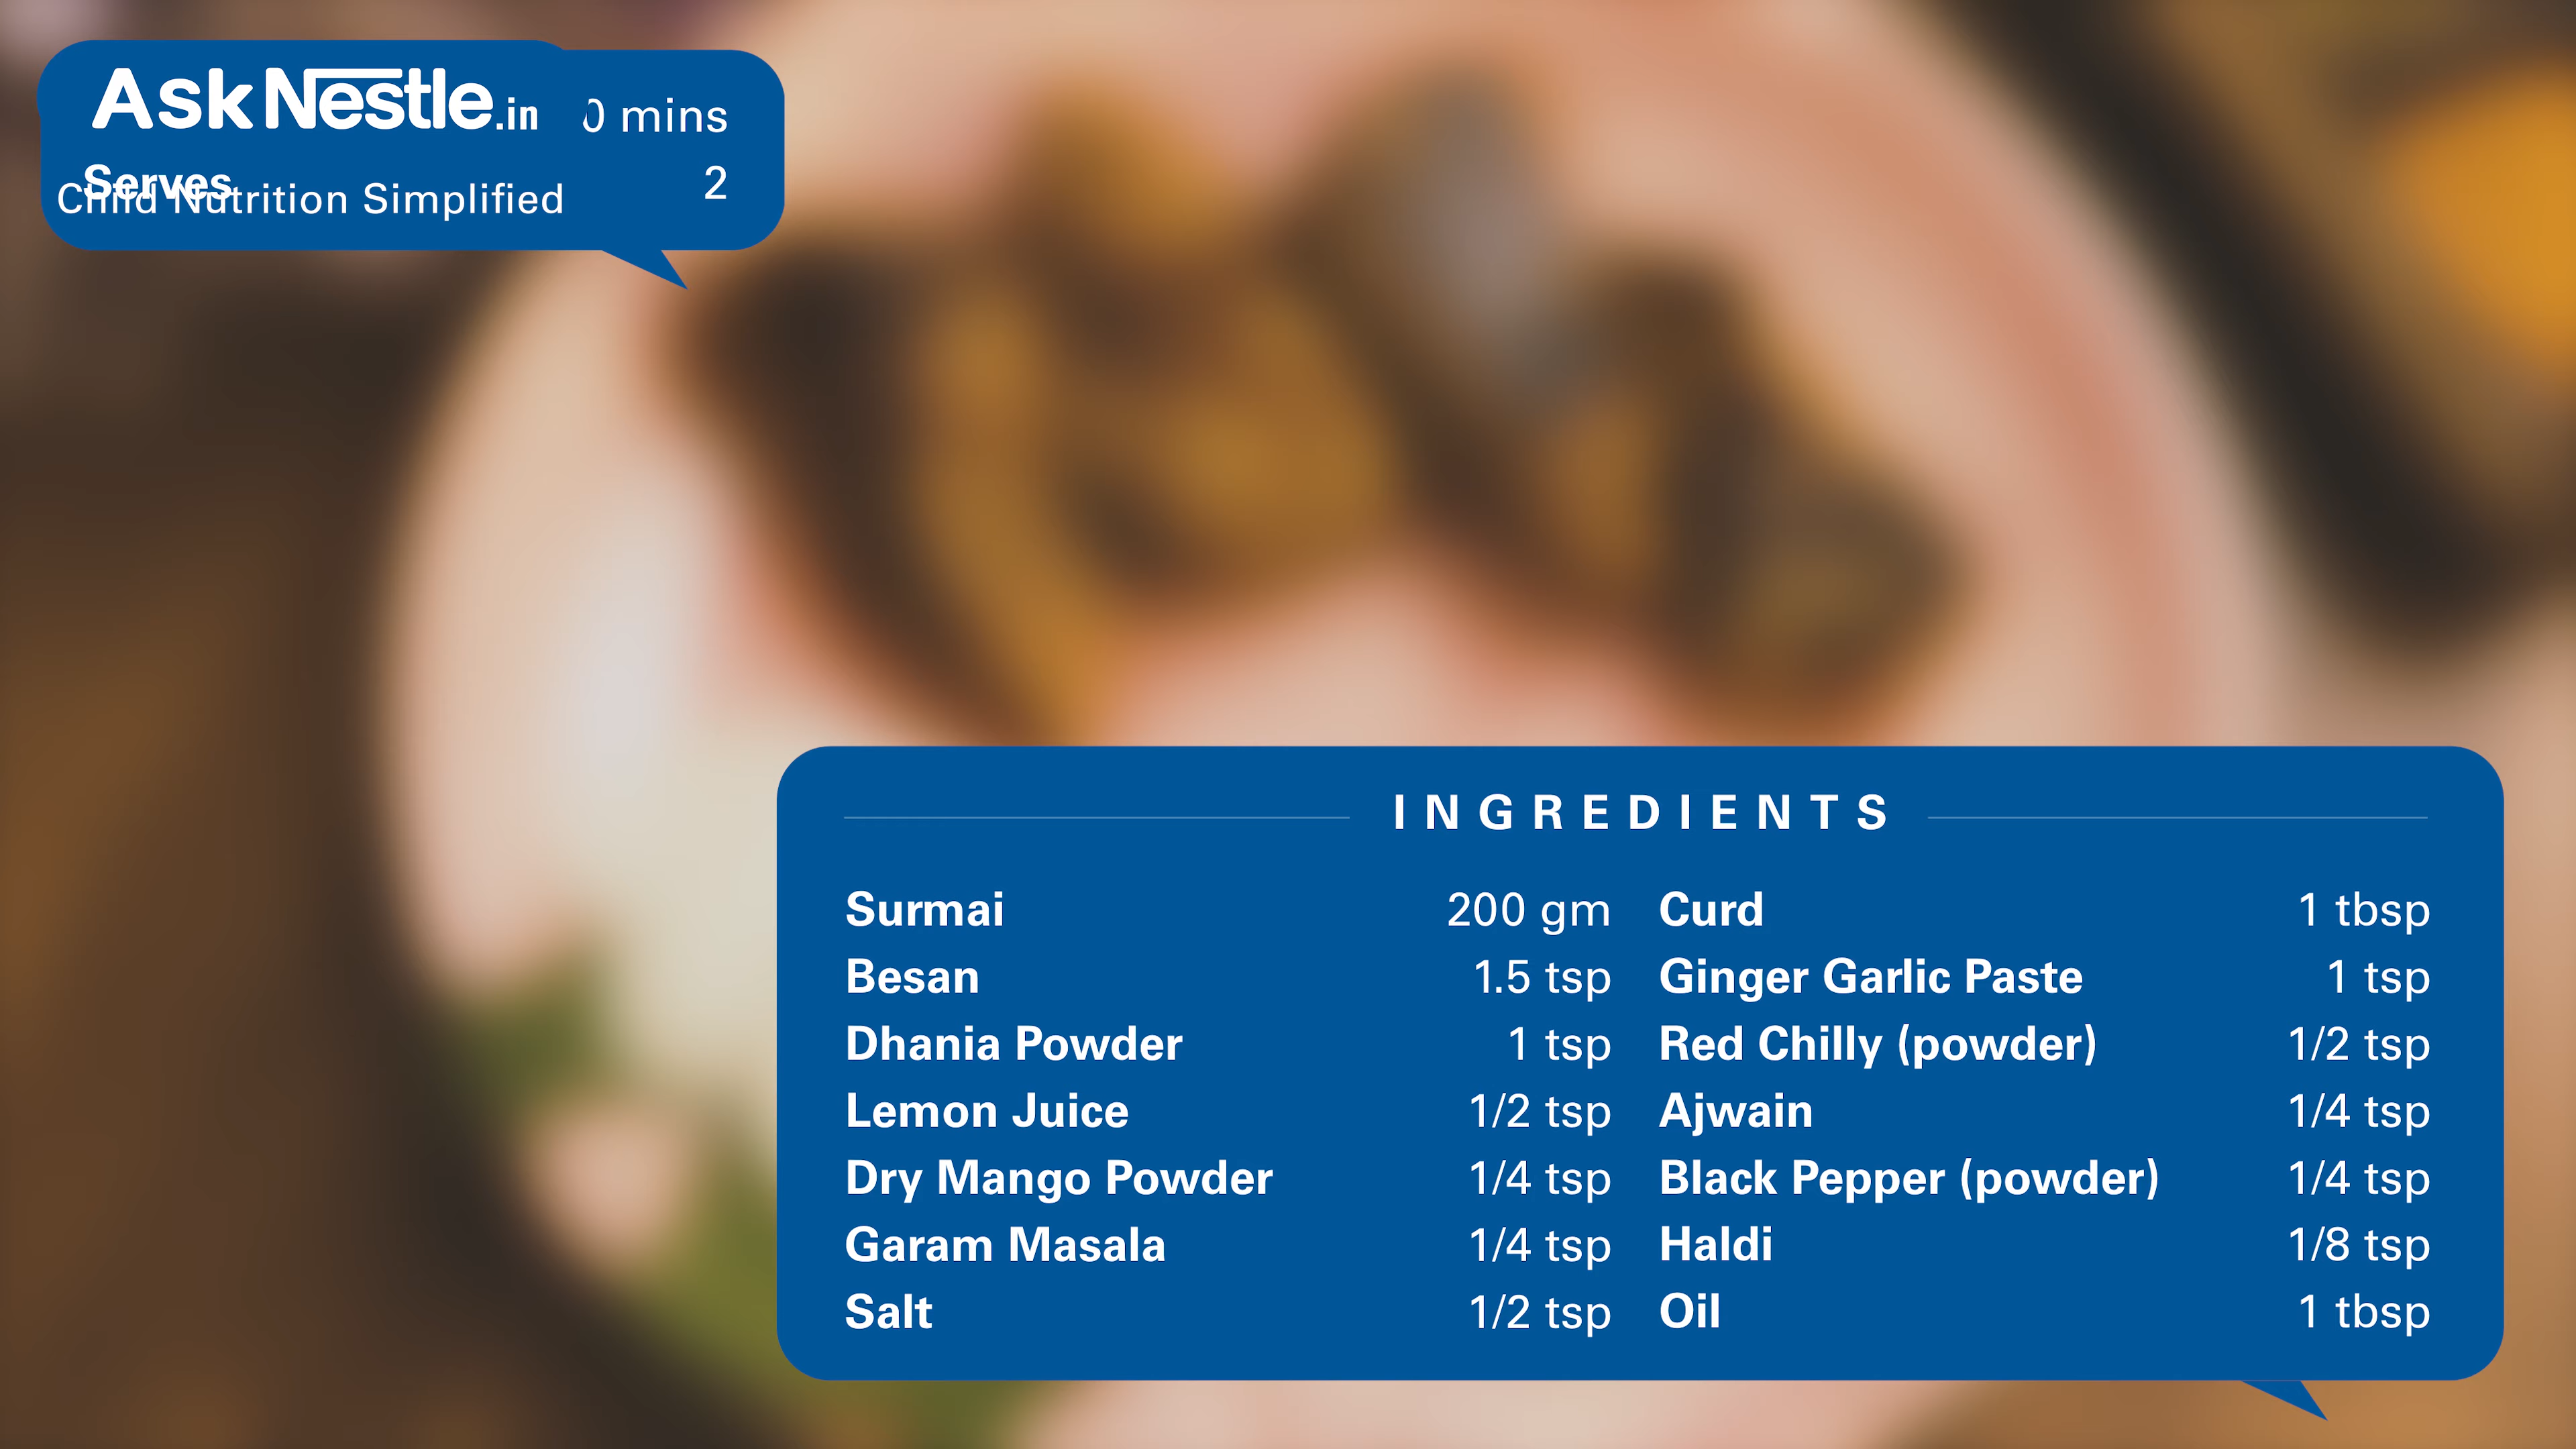 AskNestle.in
0 mins
Serves 2
Child Nutrition Simplified
INGREDIENTS
Surmai 200 gm Curd 1 tbsp
Besan 1.5 tsp Ginger Garlic Paste 1 tsp
Dhania Powder 1 tsp Red Chilly (powder) 1/2 tsp
Lemon Juice 1/2 tsp Ajwain 1/4 tsp
Dry Mango Powder 1/4 tsp Black Pepper (powder) 1/4 tsp
Garam Masala 1/4 tsp Haldi 1/8 tsp
Salt 1/2 tsp Oil 1 tbsp